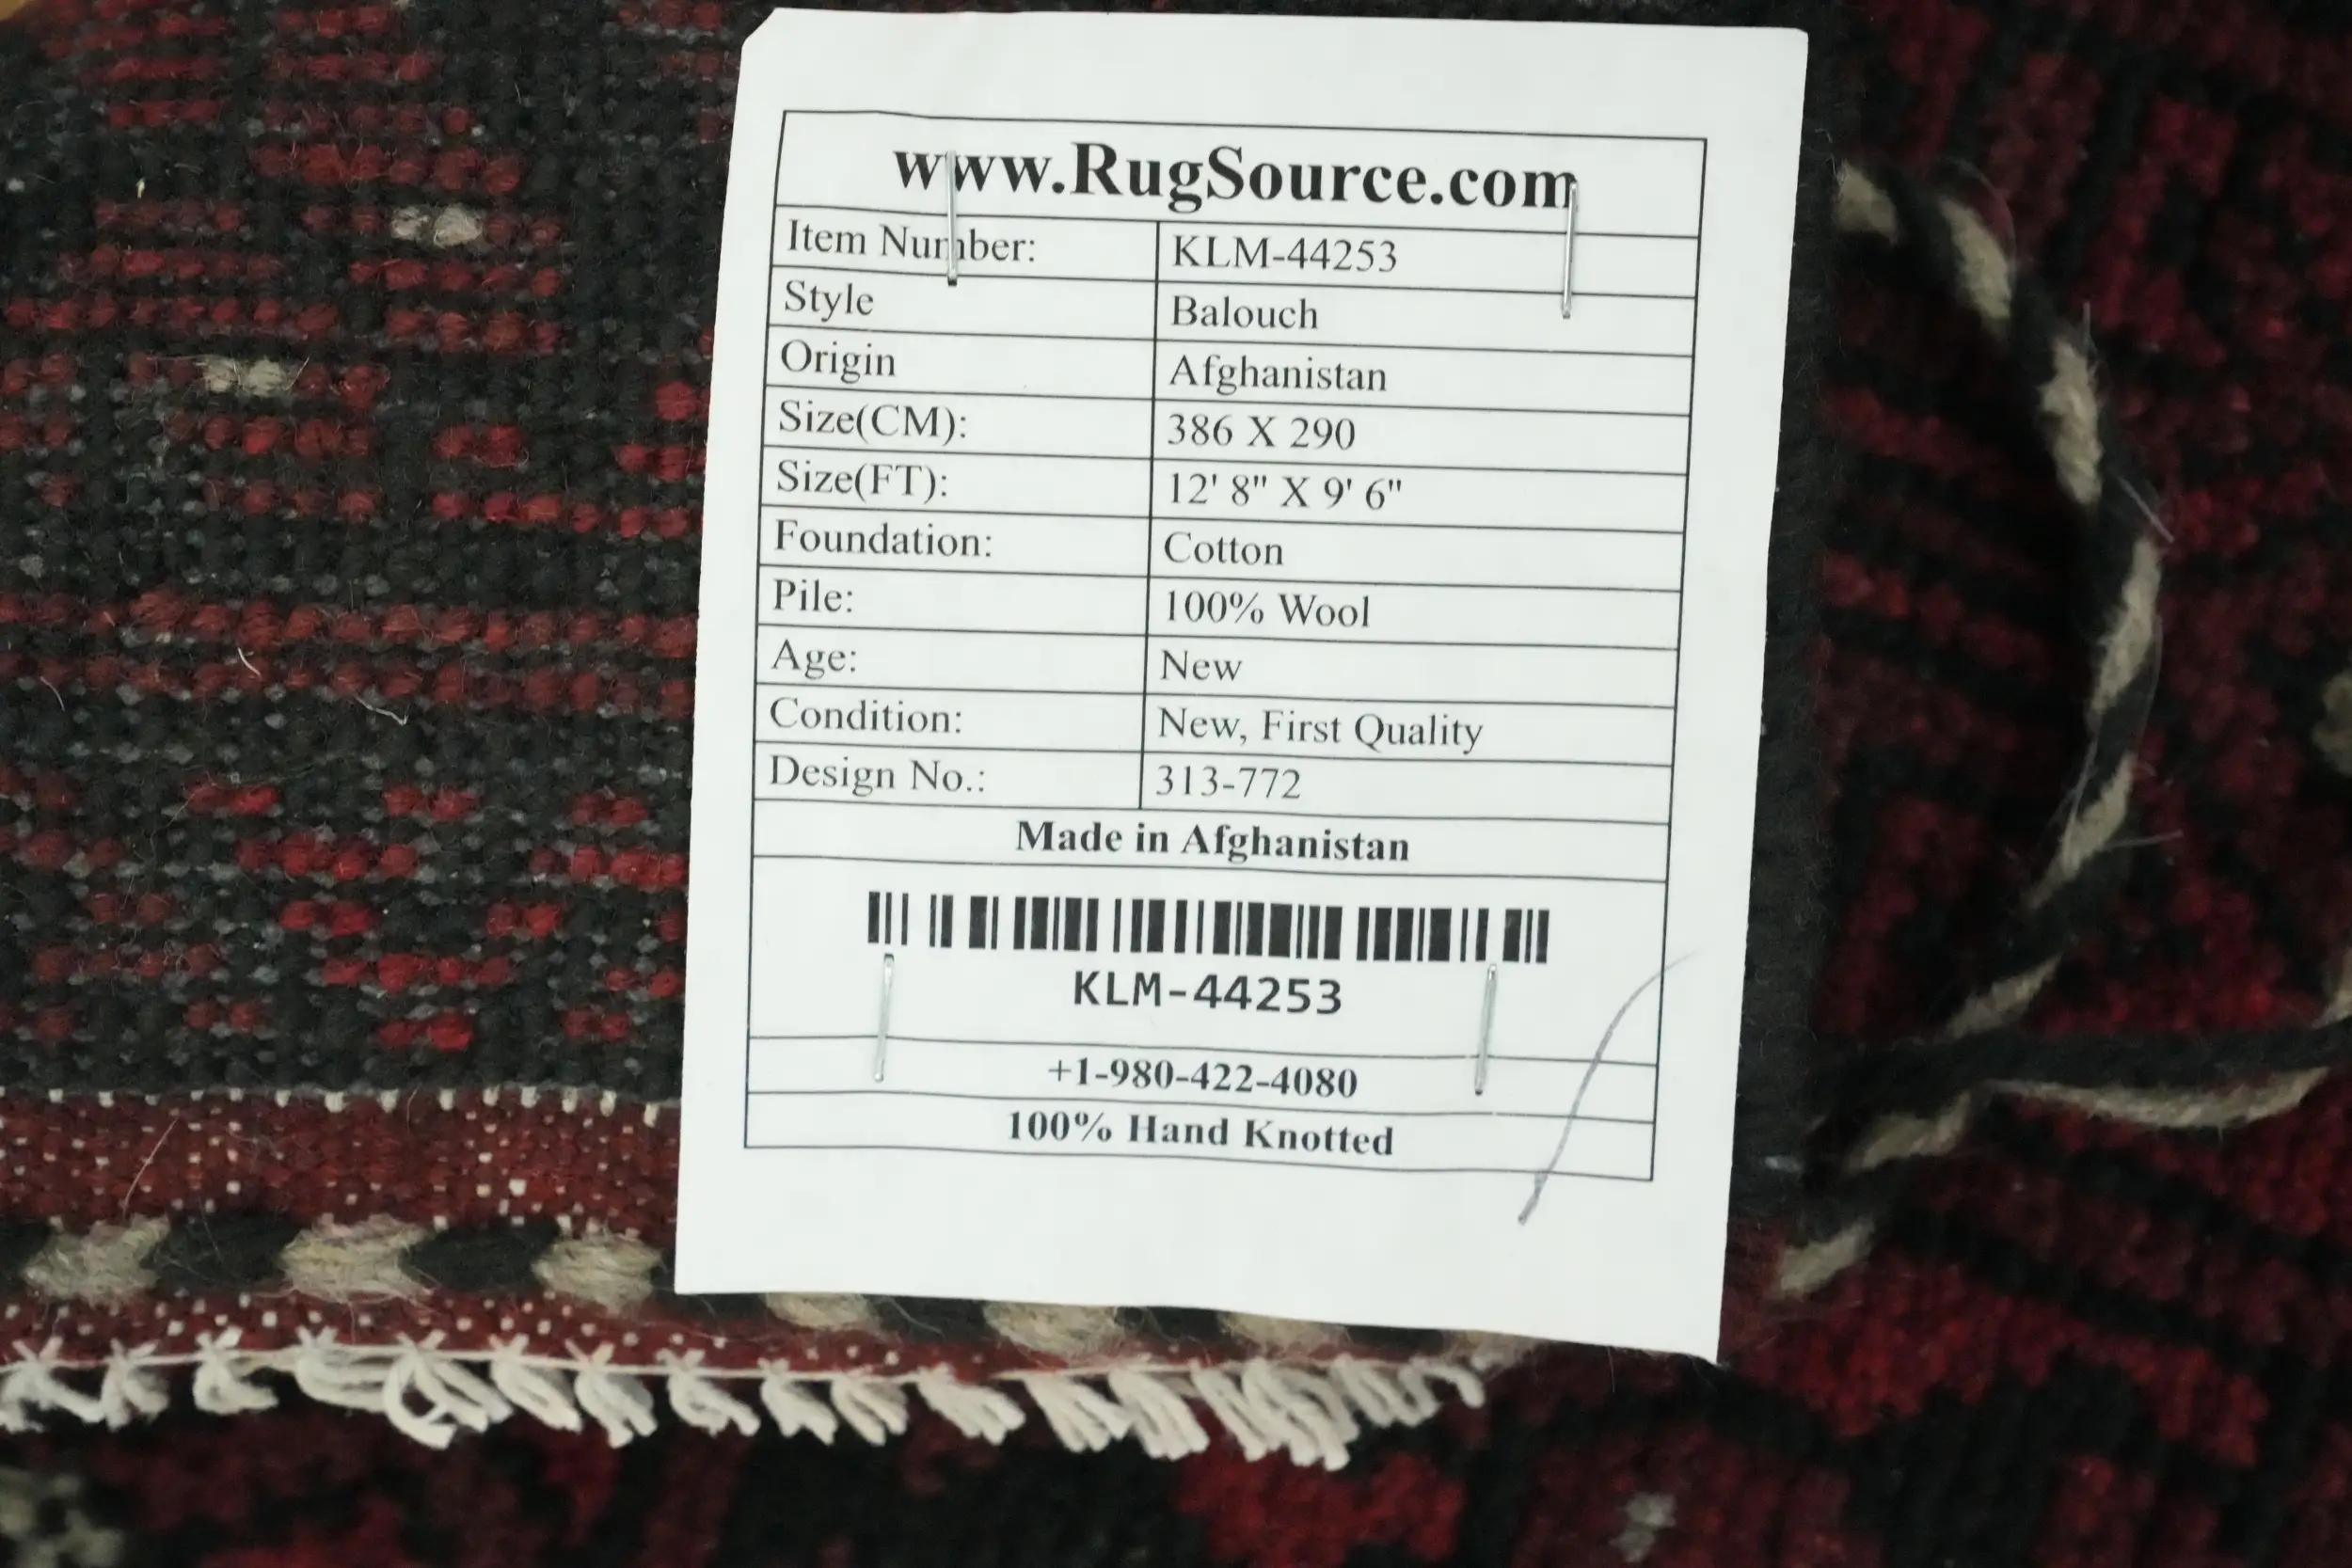 www.RugSource.com
Item Number: KLM-44253
Style Balouch
Origin Afghanistan
Size(CM): 386 X 290
Size(FT): 12' 8" X 9' 6"
Foundation: Cotton
Pile: 100% Wool
Age: New
Condition: New, First Quality
Design No.: 313-772
Made in Afghanistan
KLM-44253
+1-980-422-4080
100% Hand Knotted